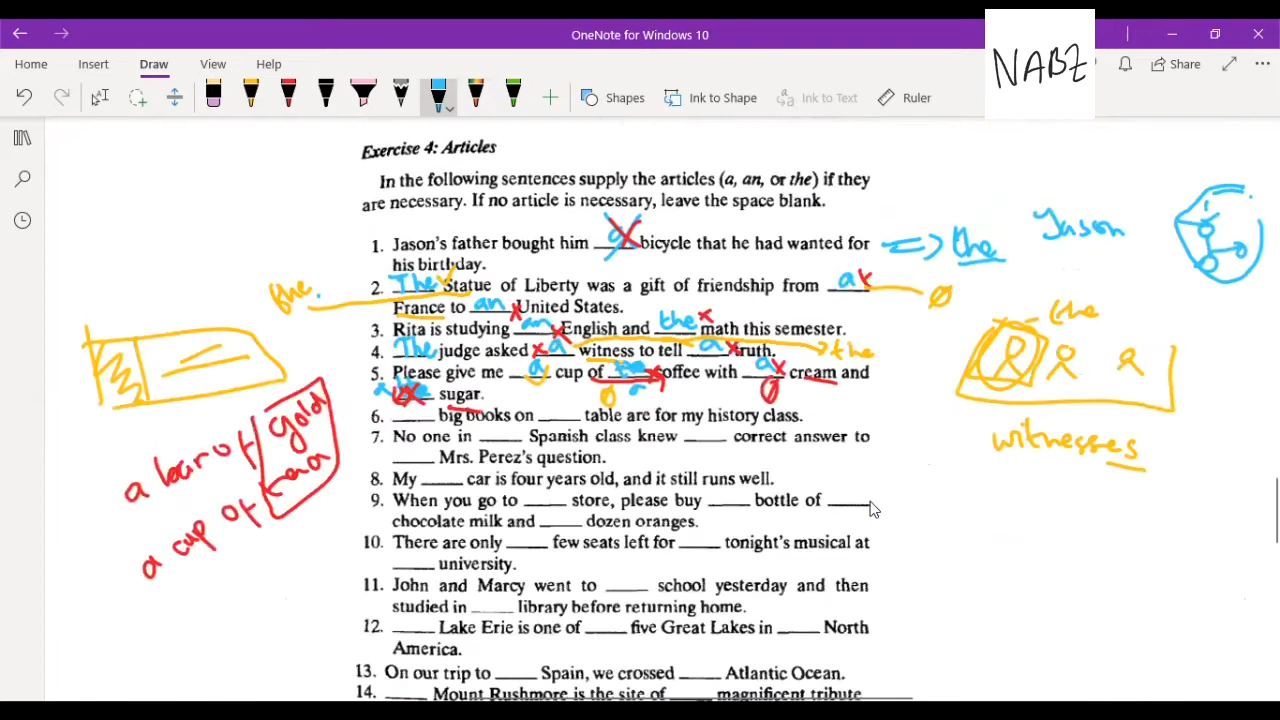 OneNote for Windows 10
NABZ
Home Insert Draw View Help
Shapes Ink to Shape Ink to Text Ruler Share
Exercise 4: Articles
In the following sentences supply the articles (a, an, or the) if they
are necessary. If no article is necessary, leave the space blank.
1. Jason's father bought him a bicycle that he had wanted for => the Jason
his birthday.
the.
2. The Statue of Liberty was a gift of friendship from a x Ø
France to an x United States.
the
3. Rita is studying an x English and the x math this semester.
4. The judge asked x a witness to tell a x truth. the
5. Please give me a cup of the coffee with a x cream and
sugar.
witnesses
a bar of gold
a cup of
6. ____ big books on ____ table are for my history class.
7. No one in ____ Spanish class knew ____ correct answer to
____ Mrs. Perez's question.
8. My ____ car is four years old, and it still runs well.
9. When you go to ____ store, please buy ____ bottle of ____
chocolate milk and ____ dozen oranges.
10. There are only ____ few seats left for ____ tonight's musical at
____ university.
11. John and Marcy went to ____ school yesterday and then
studied in ____ library before returning home.
12. ____ Lake Erie is one of ____ five Great Lakes in ____ North
America.
13. On our trip to ____ Spain, we crossed ____ Atlantic Ocean.
14. ____ Mount Rushmore is the site of ____ magnificent tribute